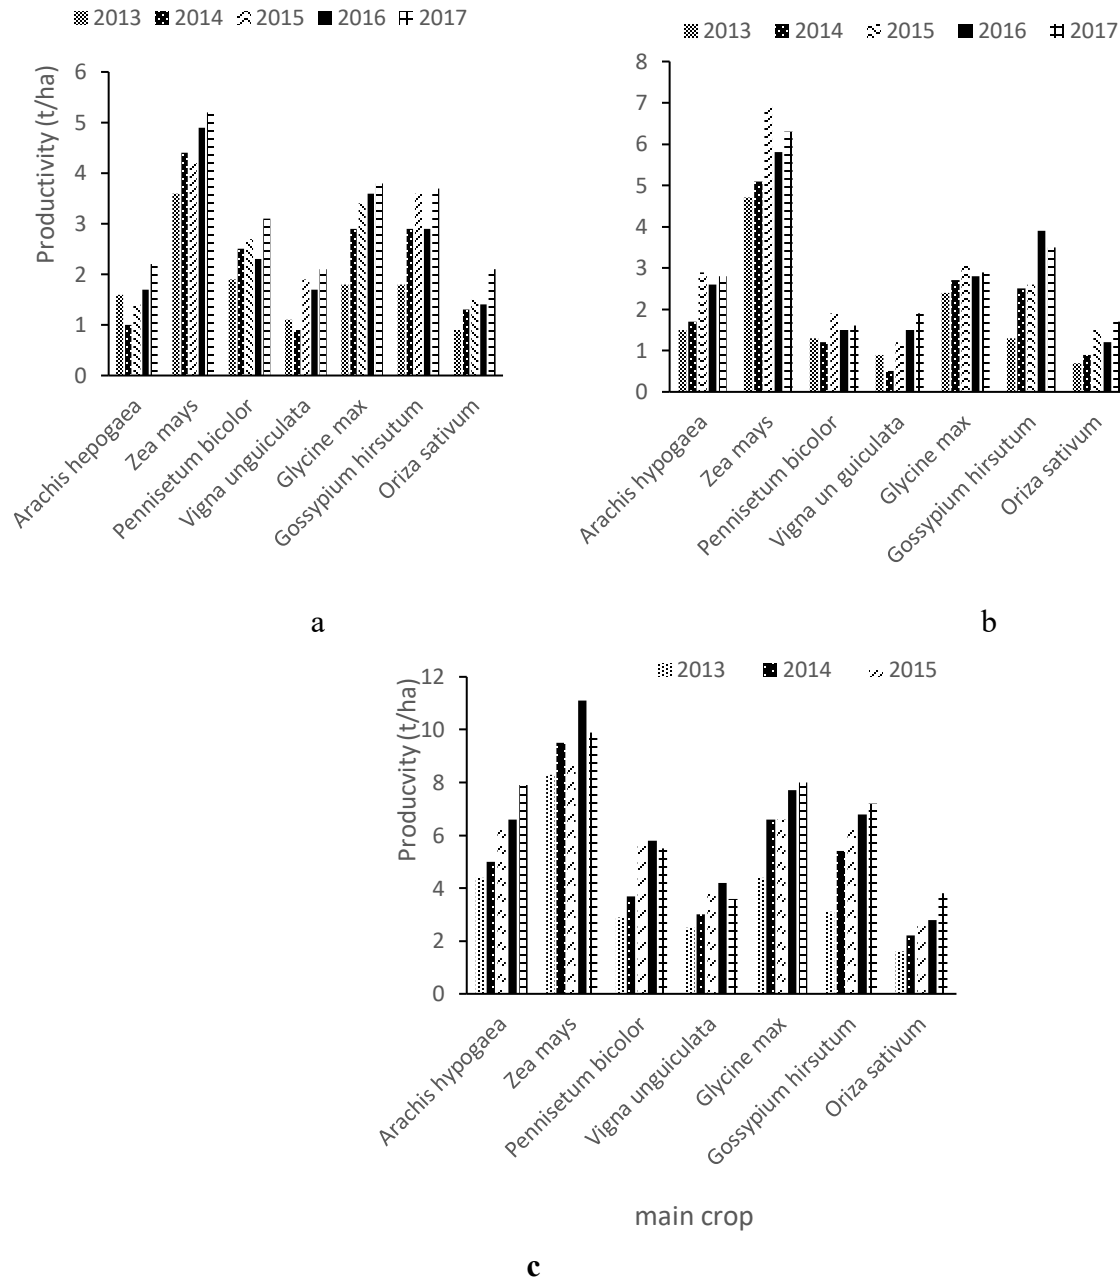 2013 2014 2015 2016 2017
Productivity (t/ha)
6
5
4
3
2
1
0
Arachis hepogaea
Zea mays
Pennisetum bicolor
Vigna unguiculata
Glycine max
Gossypium hirsutum
Oriza sativum
a
2013 2014 2015 2016 2017
8
7
6
5
4
3
2
1
0
Arachis hypogaea
Zea mays
Pennisetum bicolor
Vigna un guiculata
Glycine max
Gossypium hirsutum
Oriza sativum
b
2013 2014 2015
Producvity (t/ha)
12
10
8
6
4
2
0
Arachis hypogaea
Zea mays
Pennisetum bicolor
Vigna unguiculata
Glycine max
Gossypium hirsutum
Oriza sativum
main crop
c